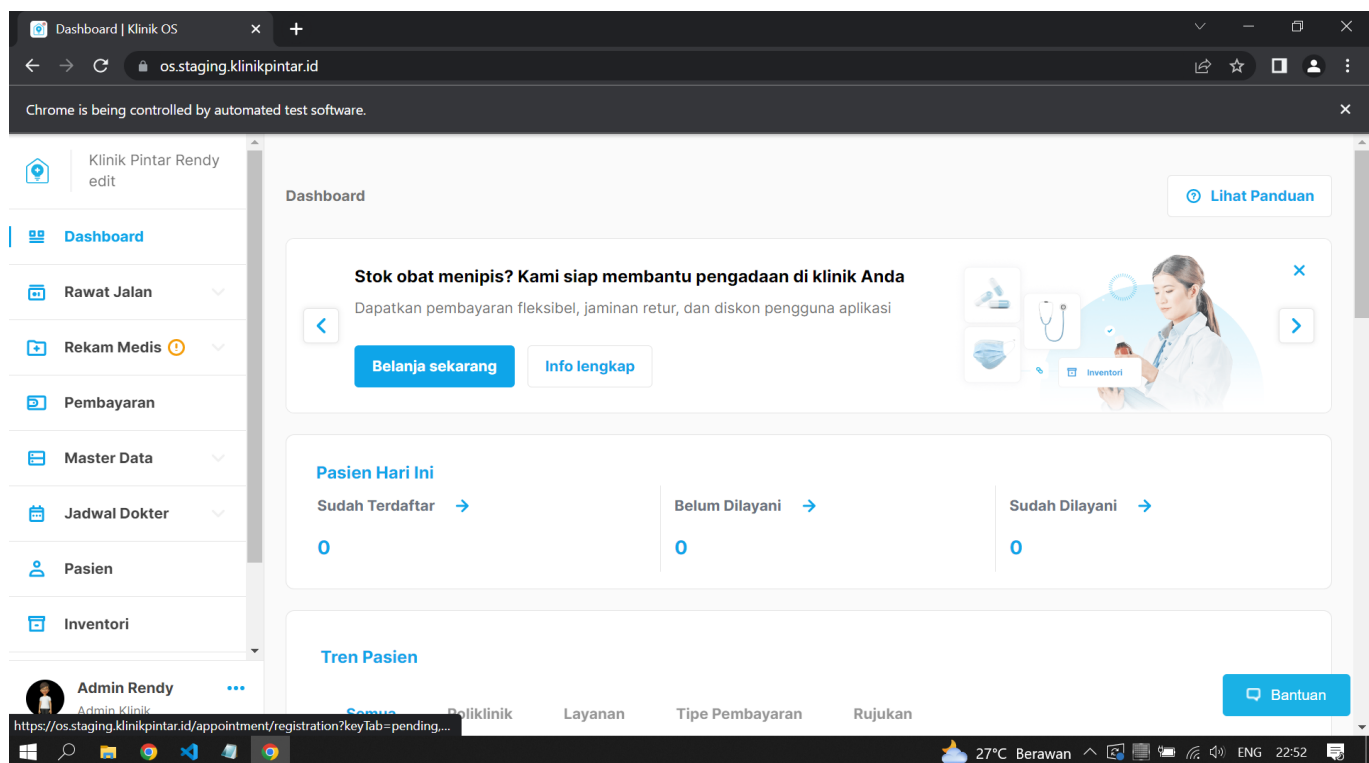 Dashboard | Klinik OS
os.staging.klinikpintar.id
Chrome is being controlled by automated test software.
Klinik Pintar Rendy
edit
Dashboard
Rawat Jalan
Rekam Medis
Pembayaran
Master Data
Jadwal Dokter
Pasien
Inventori
Admin Rendy
Admin Klinik
Dashboard
Lihat Panduan
Stok obat menipis? Kami siap membantu pengadaan di klinik Anda
Dapatkan pembayaran fleksibel, jaminan retur, dan diskon pengguna aplikasi
Belanja sekarang
Info lengkap
Inventori
Pasien Hari Ini
Sudah Terdaftar
0
Belum Dilayani
0
Sudah Dilayani
0
Tren Pasien
Semua Poliklinik Layanan Tipe Pembayaran Rujukan
Bantuan
https://os.staging.klinikpintar.id/appointment/registration?keyTab=pending,...
27°C Berawan ENG 22:52